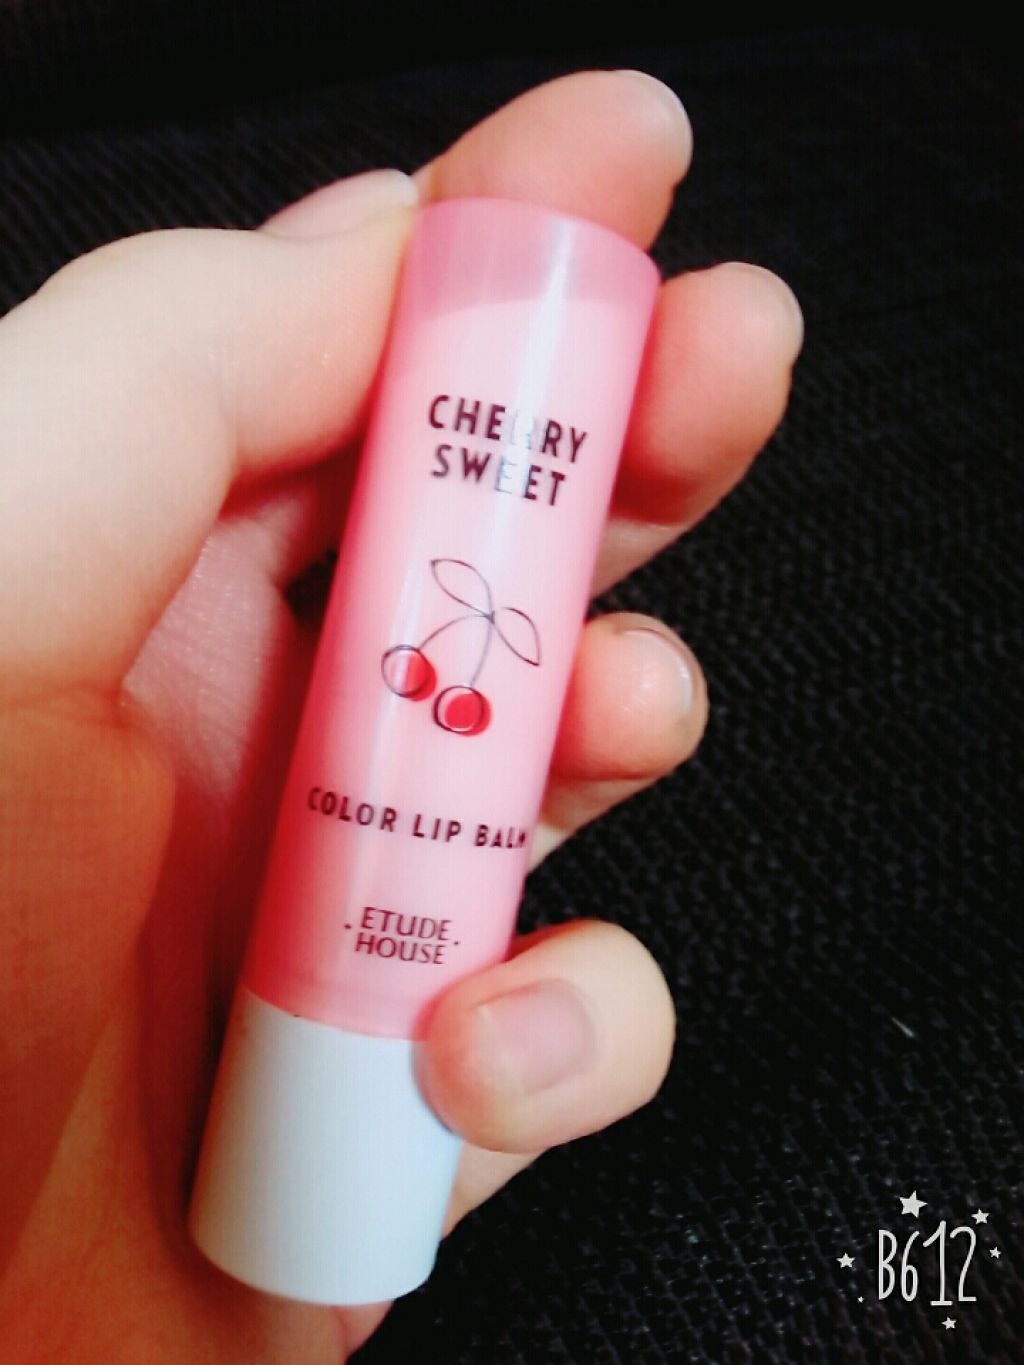 CHERRY
SWEET
COLOR LIP BALM
·ETUDE·
HOUSE
B612